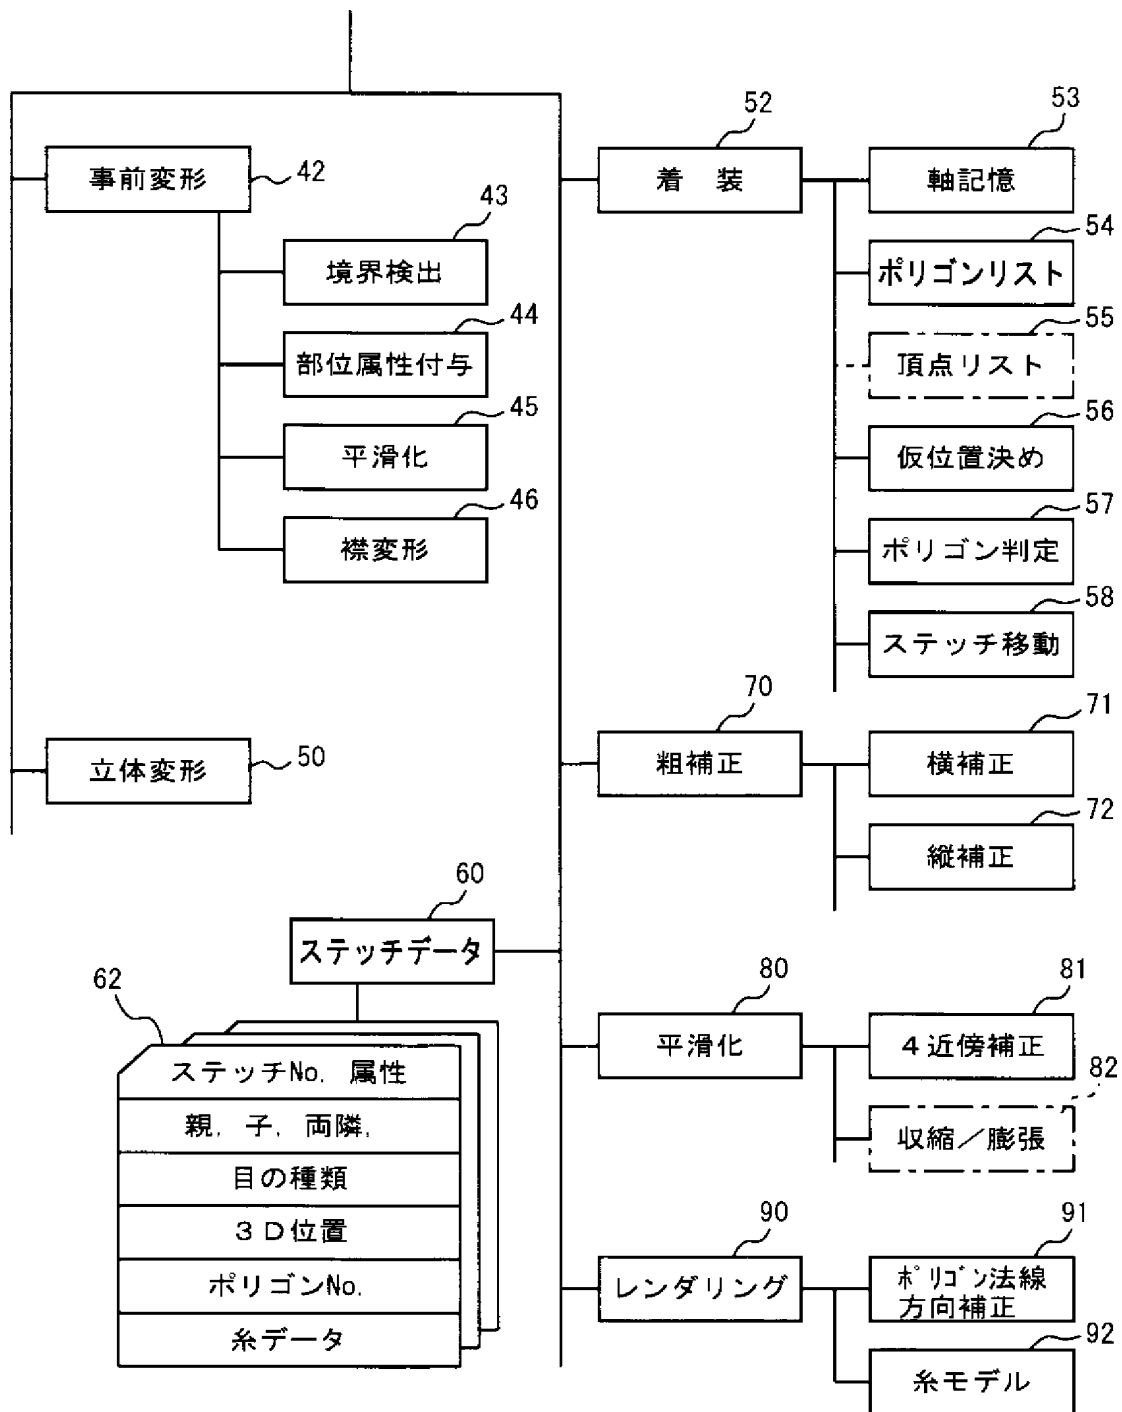 事前変形
42
43
境界検出
44
部位属性付与
45
平滑化
46
襟変形
立体変形
50
52
着 装
53
軸記憶
54
ポリゴンリスト
55
頂点リスト
56
仮位置決め
57
ポリゴン判定
58
ステッチ移動
70
粗補正
71
横補正
72
縦補正
60
ステッチデータ
62
ステッチNo. 属性
親. 子. 両隣.
目の種類
3D位置
ポリゴンNo.
糸データ
80
平滑化
81
4近傍補正
82
収縮/膨張
90
レンダリング
91
ポリゴン法線
方向補正
92
糸モデル